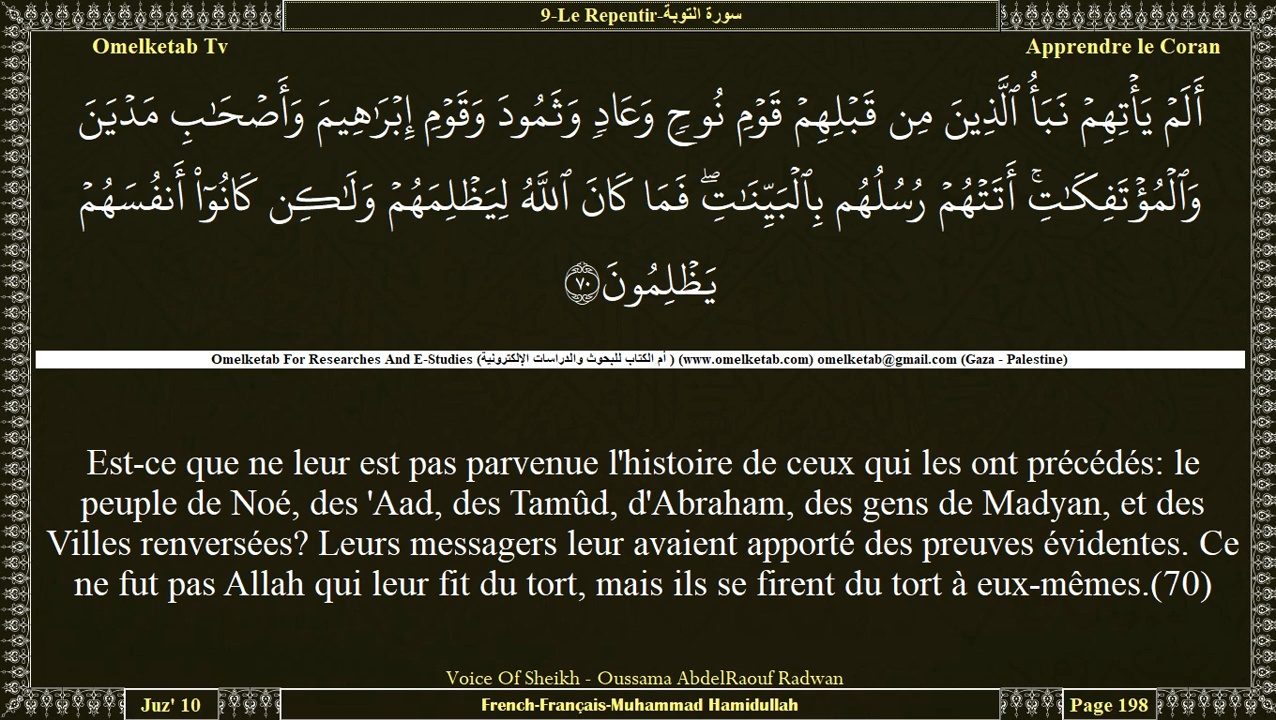 9-Le Repentir-سورة التوبة
Omelketab Tv
Apprendre le Coran
أَلَمۡ يَأۡتِهِمۡ نَبَأُ ٱلَّذِينَ مِن قَبۡلِهِمۡ قَوۡمِ نُوحٖ وَعَادٖ وَثَمُودَ وَقَوۡمِ إِبۡرَٰهِيمَ وَأَصۡحَٰبِ مَدۡيَنَ
وَٱلۡمُؤۡتَفِكَٰتِۚ أَتَتۡهُمۡ رُسُلُهُم بِٱلۡبَيِّنَٰتِۖ فَمَا كَانَ ٱللَّهُ لِيَظۡلِمَهُمۡ وَلَٰكِن كَانُوٓاْ أَنفُسَهُمۡ
يَظۡلِمُونَ ٧٠
Omelketab For Researches And E-Studies (أم الكتاب للبحوث والدراسات الإلكترونية ) (www.omelketab.com) omelketab@gmail.com (Gaza - Palestine)
Est-ce que ne leur est pas parvenue l'histoire de ceux qui les ont précédés: le
peuple de Noé, des 'Aad, des Tamûd, d'Abraham, des gens de Madyan, et des
Villes renversées? Leurs messagers leur avaient apporté des preuves évidentes. Ce
ne fut pas Allah qui leur fit du tort, mais ils se firent du tort à eux-mêmes.(70)
Voice Of Sheikh - Oussama AbdelRaouf Radwan
Juz' 10
French-Français-Muhammad Hamidullah
Page 198